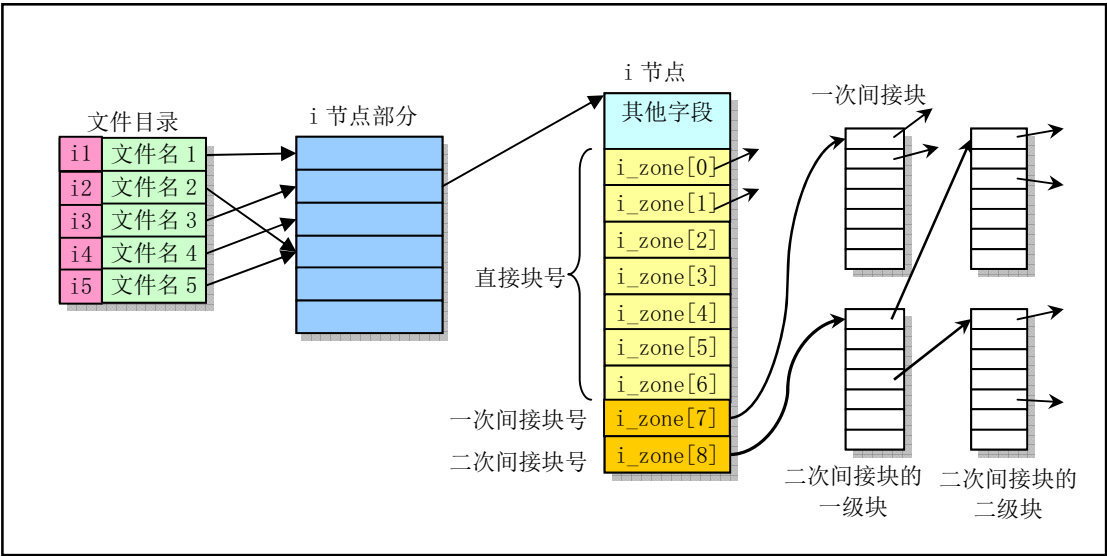 文件目录
i1 文件名 1
i2 文件名 2
i3 文件名 3
i4 文件名 4
i5 文件名 5
i 节点部分
i 节点
其他字段
i_zone[0]
i_zone[1]
i_zone[2]
i_zone[3]
i_zone[4]
i_zone[5]
i_zone[6]
i_zone[7]
i_zone[8]
直接块号
一次间接块号
二次间接块号
一次间接块
二次间接块的
一级块
二次间接块的
二级块